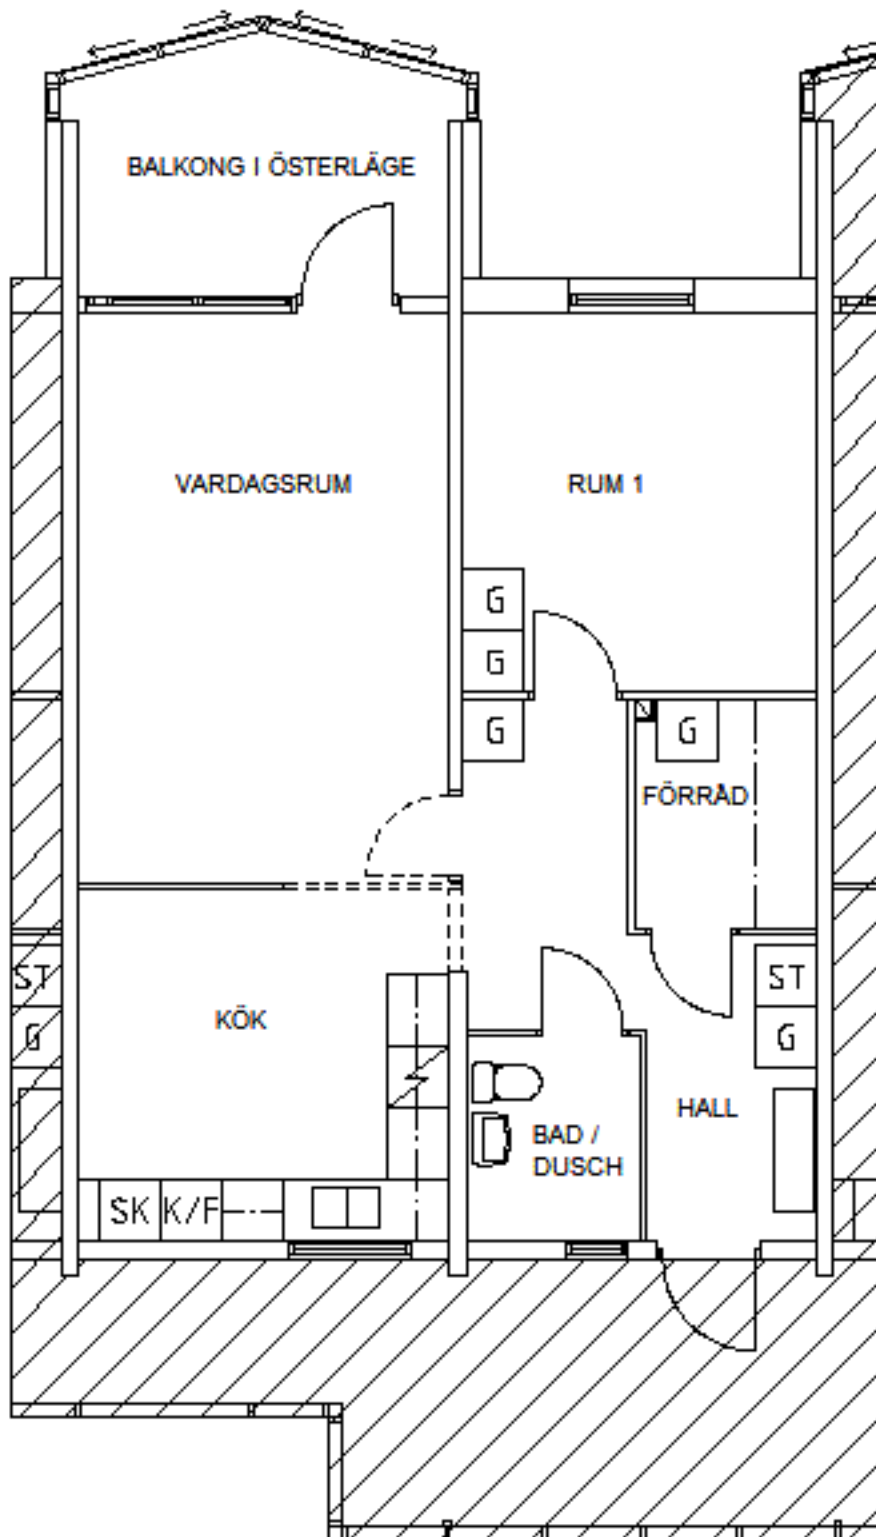 BALKONG I ÖSTERLÄGE
VARDAGSRUM
RUM 1
G
G
G
G
FÖRRÅD
ST
ST
KÖK
G
G
HALL
BAD /
DUSCH
SK
K/F